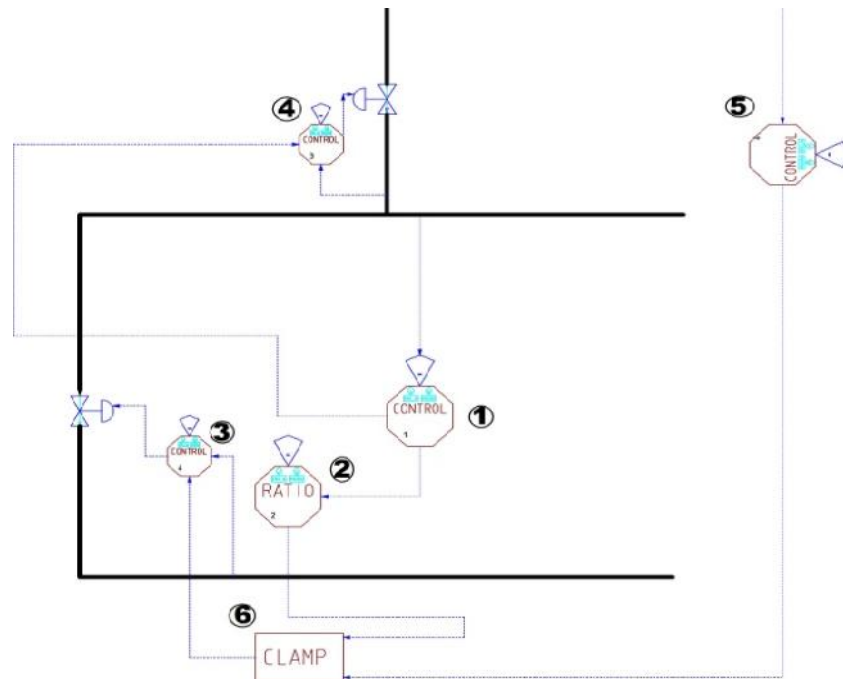 ④
CONTROL
3
⑤
CONTROL
CONTROL
1
①
③
CONTROL
4
②
RATIO
2
⑥
CLAMP